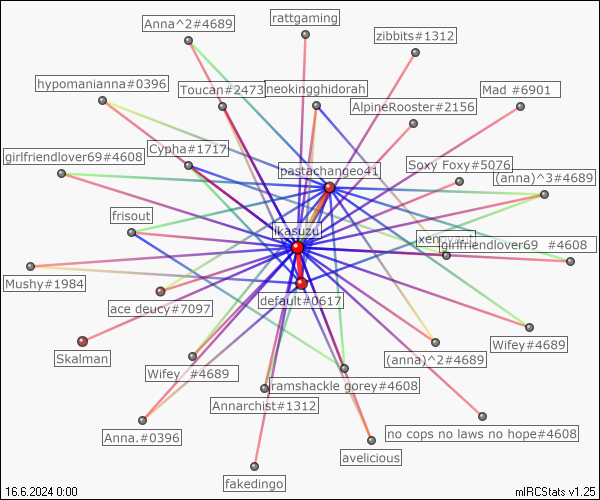 rattgaming
Anna^2#4689
zibbits#1312
hypomanianna#0396
Toucan#2473
neokingghidorah
Mad #6901
AlpineRooster#2156
Cypha#1717
girlfriendlover69#4608
pastachangeo41
Soxy Foxy#5076
(anna)^3#4689
frisout
ikasuzu
girlfriendlover69 #4608
Mushy#1984
default#0617
ace deucy#7097
Wifey#4689
Skalman
(anna)^2#4689
Wifey #4689
ramshackle gorey#4608
Annarchist#1312
Anna.#0396
no cops no laws no hope#4608
avelicious
fakedingo
16.6.2024 0:00
mIRCStats v1.25